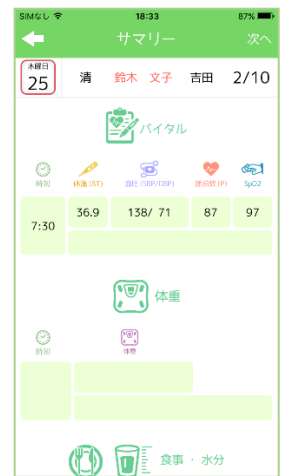 SIMなし 18:33 87%
サマリー 次へ
木曜日
25 清 鈴木 文子 吉田 2/10
バイタル
時刻 体温 (BT) 血圧 (SBP/DBP) 脈拍数 (P) SpO2
7:30 36.9 138/ 71 87 97
体重
時刻 体重
食事 ・ 水分